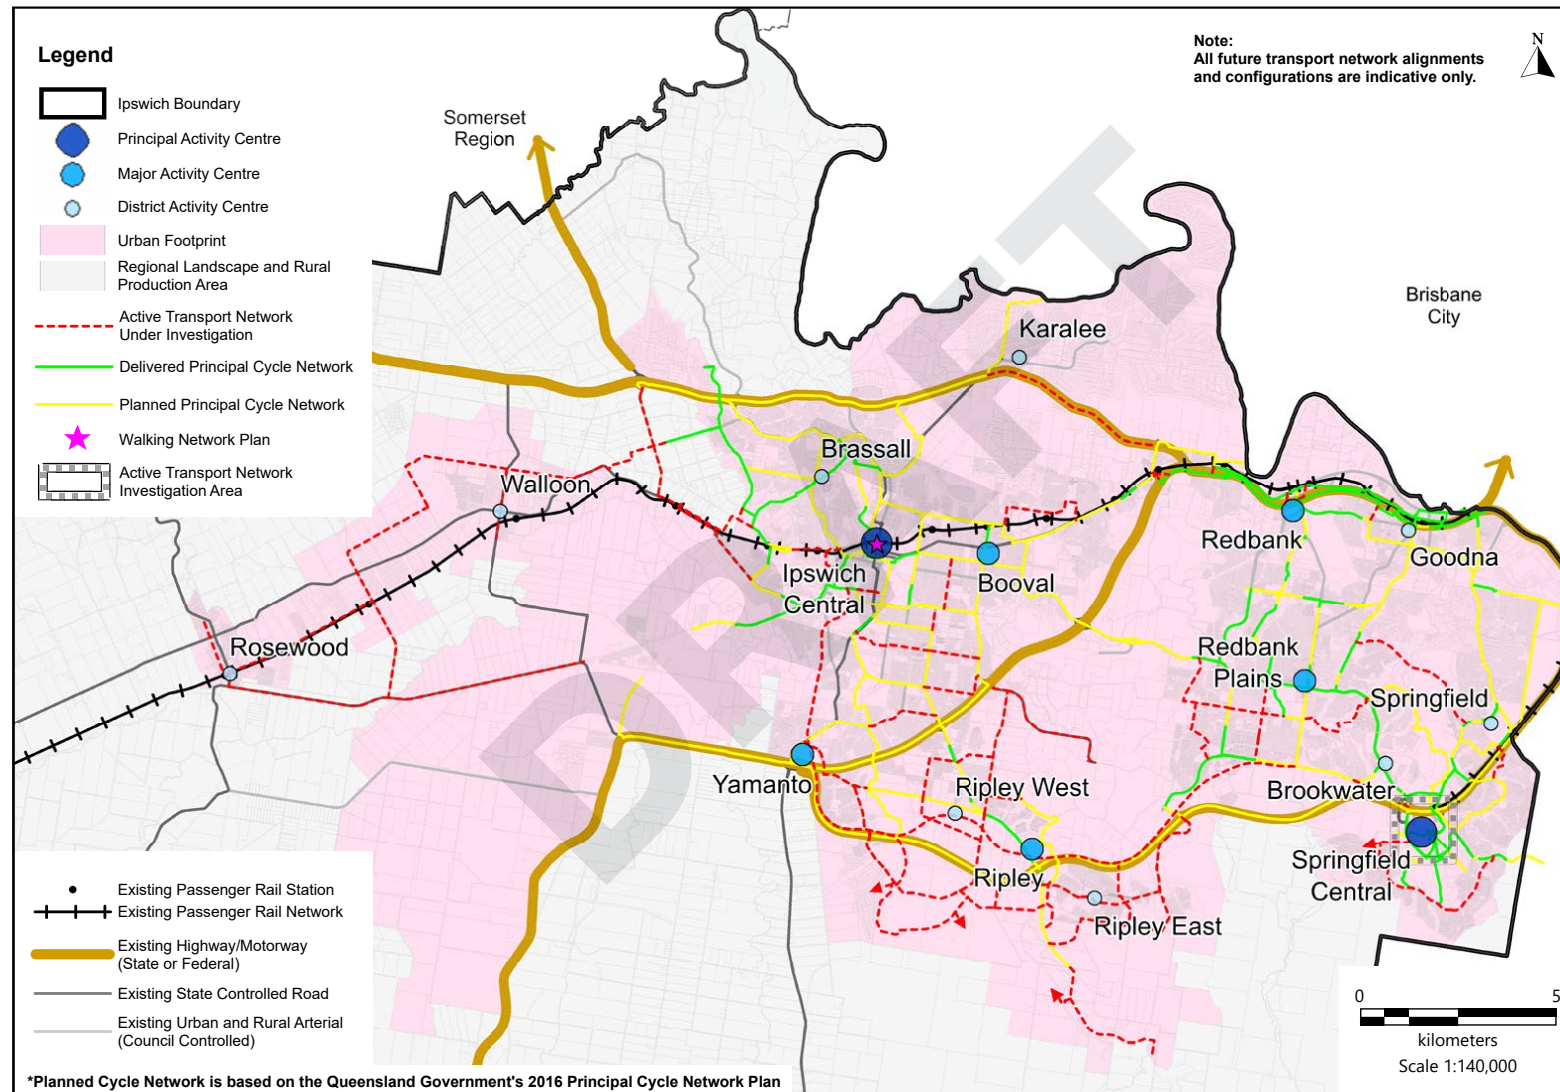 Legend
Ipswich Boundary
Principal Activity Centre
Major Activity Centre
District Activity Centre
Urban Footprint
Regional Landscape and Rural
Production Area
Active Transport Network
Under Investigation
Delivered Principal Cycle Network
Planned Principal Cycle Network
Walking Network Plan
Active Transport Network
Investigation Area
Note:
All future transport network alignments
and configurations are indicative only.
N
Somerset
Region
Brisbane
City
Karalee
Brassall
Walloon
Redbank
Goodna
Ipswich
Central
Booval
Rosewood
Redbank
Plains
Springfield
Yamanto
Ripley West
Brookwater
Ripley
Springfield
Central
Ripley East
DRAFT
Existing Passenger Rail Station
Existing Passenger Rail Network
Existing Highway/Motorway
(State or Federal)
Existing State Controlled Road
Existing Urban and Rural Arterial
(Council Controlled)
0 5
kilometers
Scale 1:140,000
*Planned Cycle Network is based on the Queensland Government's 2016 Principal Cycle Network Plan